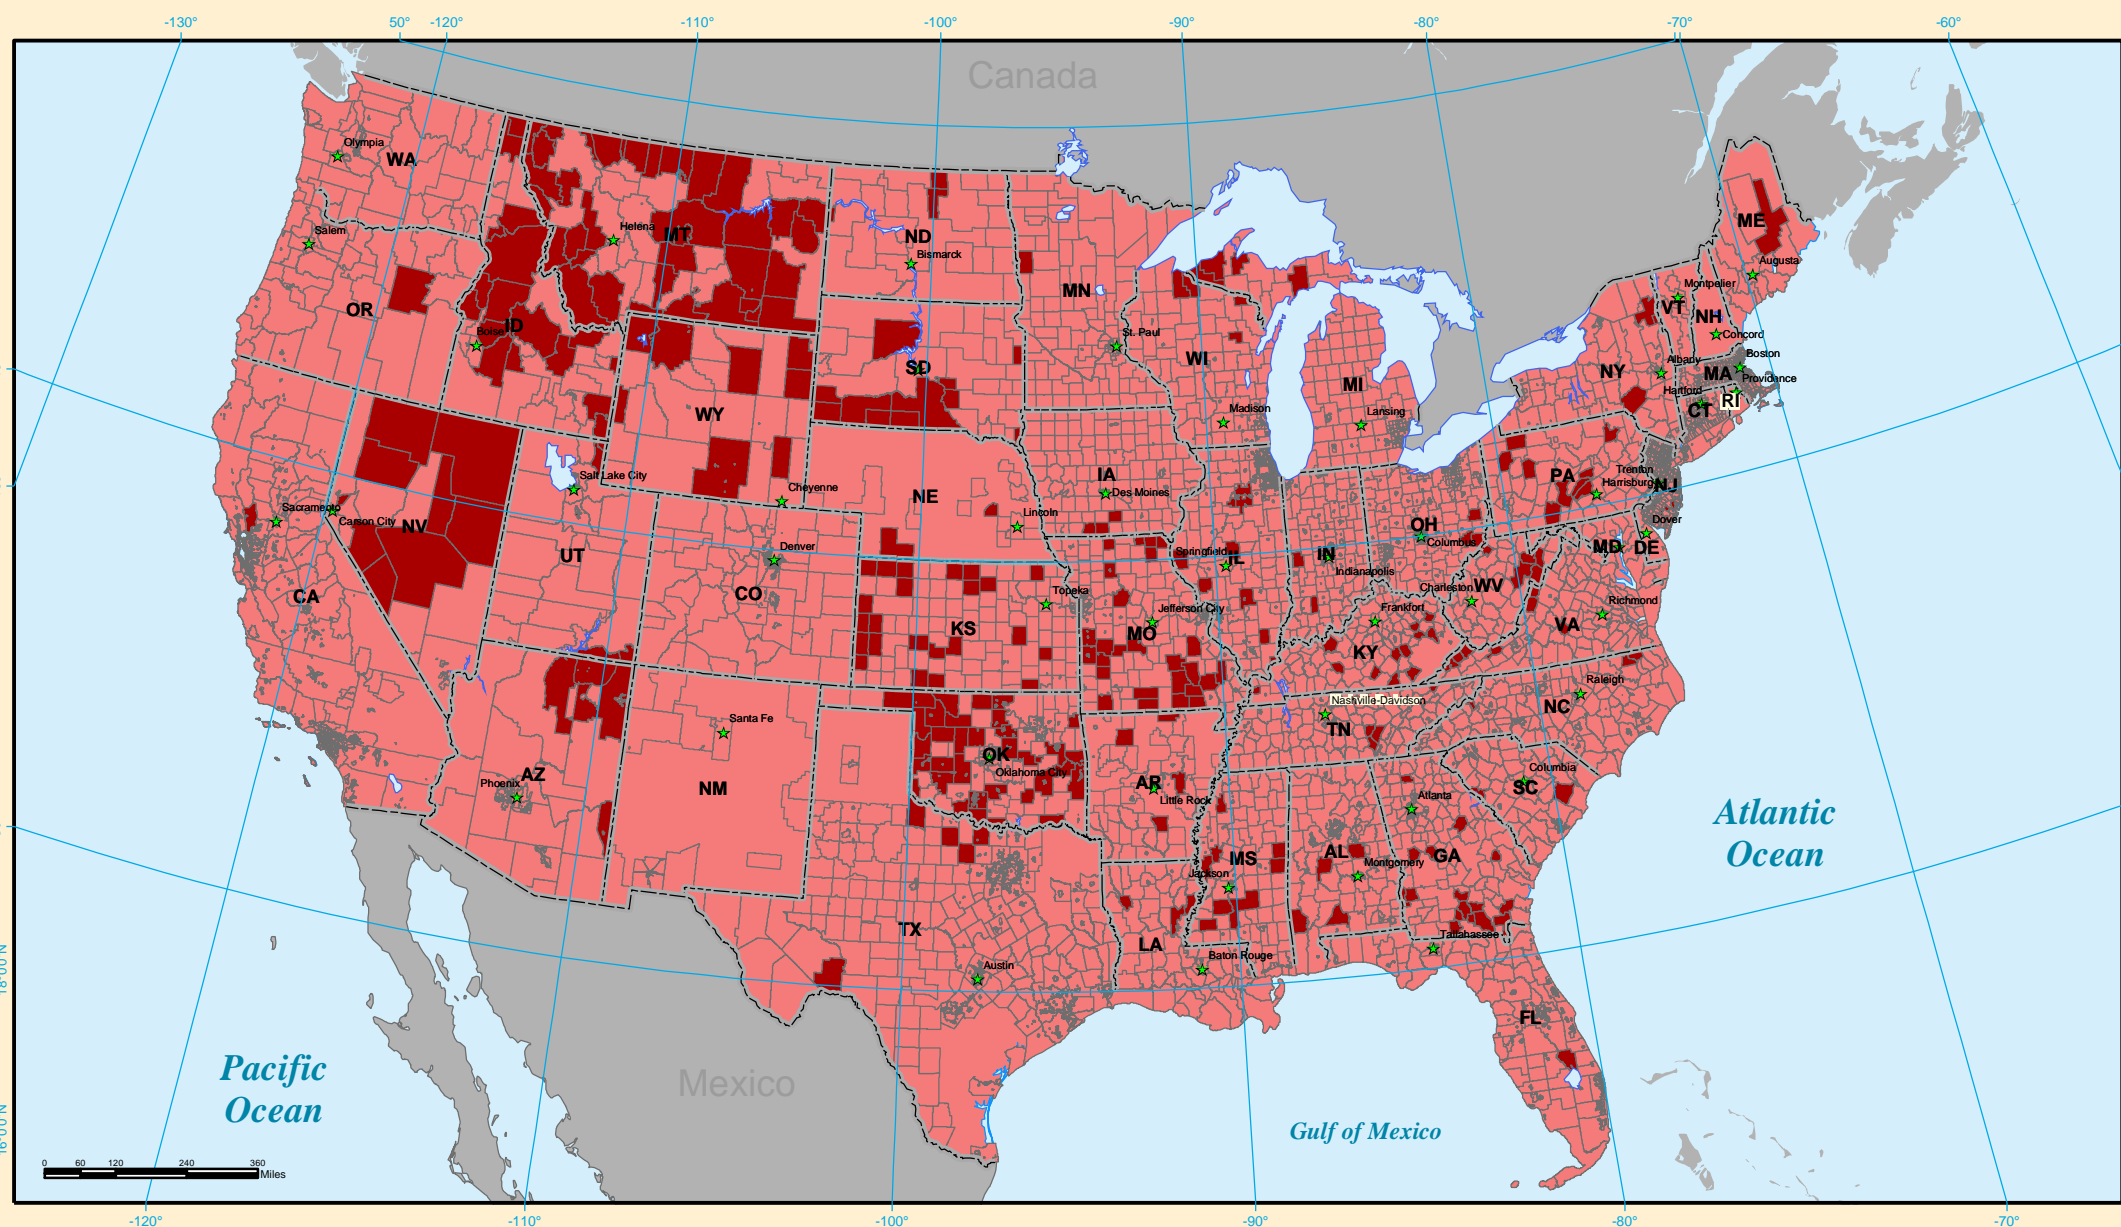 -130°
50°
-120°
-110°
-100°
-90°
-80°
-70°
-60°
Canada
Olympia
WA
Salem
OR
Helena
MT
ND
Bismarck
MN
St. Paul
ME
Augusta
Montpelier
VT
NH
Concord
Boise
ID
SD
WI
MI
NY
Albany
Boston
MA
Providence
Hartford
RI
CT
WY
Madison
Lansing
Salt Lake City
Cheyenne
NE
IA
Des Moines
Lincoln
PA
Trenton
Harrisburg
NJ
Sacramento
Carson City
NV
UT
Denver
CO
Springfield
IL
IN
Indianapolis
OH
Columbus
Dover
MD
DE
CA
Topeka
KS
Jefferson City
MO
Frankfort
Charleston
WV
Richmond
VA
KY
Raleigh
NC
Nashville-Davidson
TN
Santa Fe
NM
AZ
Phoenix
OK
Oklahoma City
AR
Little Rock
Columbia
SC
Atlanta
Atlantic
Ocean
MS
Jackson
AL
Montgomery
GA
TX
Austin
LA
Baton Rouge
Tallahassee
FL
Pacific
Ocean
Mexico
Gulf of Mexico
0 60 120 240 360
Miles
-120°
-110°
-100°
-90°
-80°
-70°